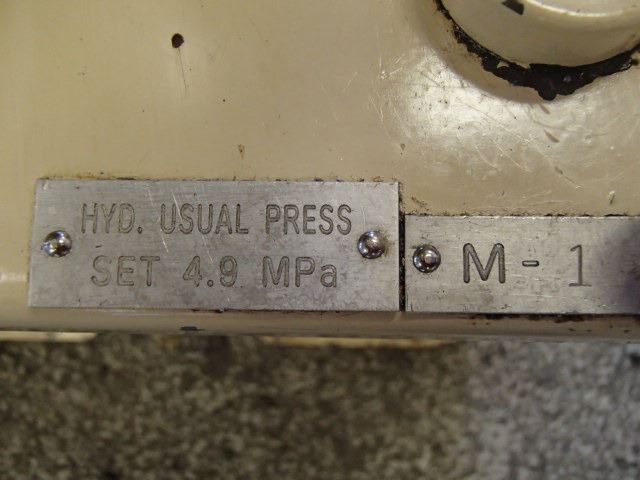 HYD. USUAL PRESS
SET 4.9 MPa
M-1